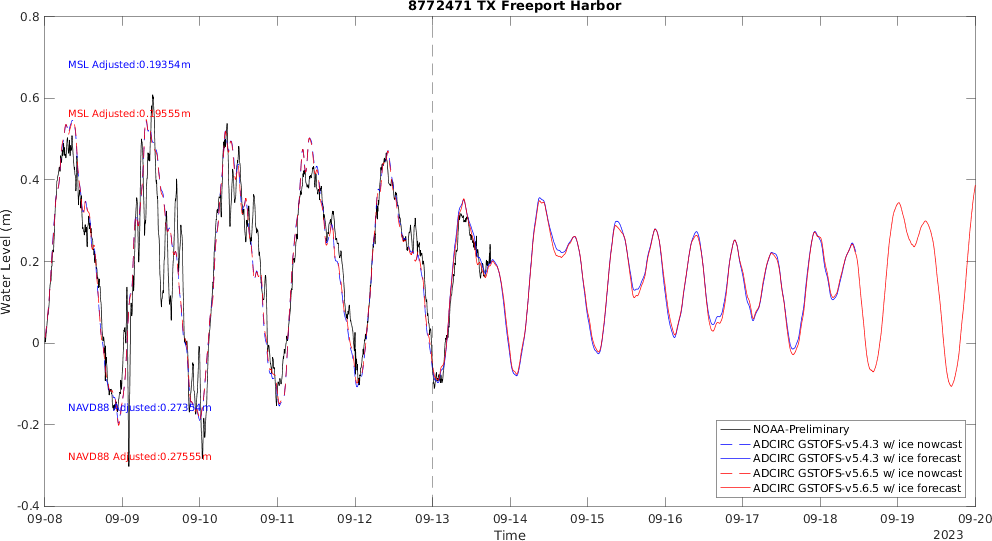 8772471 TX Freeport Harbor
0.8
0.6
0.4
0.2
0
-0.2
-0.4
Water Level (m)
MSL Adjusted:0.19354m
MSL Adjusted:0.19555m
NAVD88 Adjusted:0.27354m
NAVD88 Adjusted:0.27555m
NOAA-Preliminary
ADCIRC GSTOFS-v5.4.3 w/ ice nowcast
ADCIRC GSTOFS-v5.4.3 w/ ice forecast
ADCIRC GSTOFS-v5.6.5 w/ ice nowcast
ADCIRC GSTOFS-v5.6.5 w/ ice forecast
09-08 09-09 09-10 09-11 09-12 09-13 09-14 09-15 09-16 09-17 09-18 09-19 09-20
Time
2023